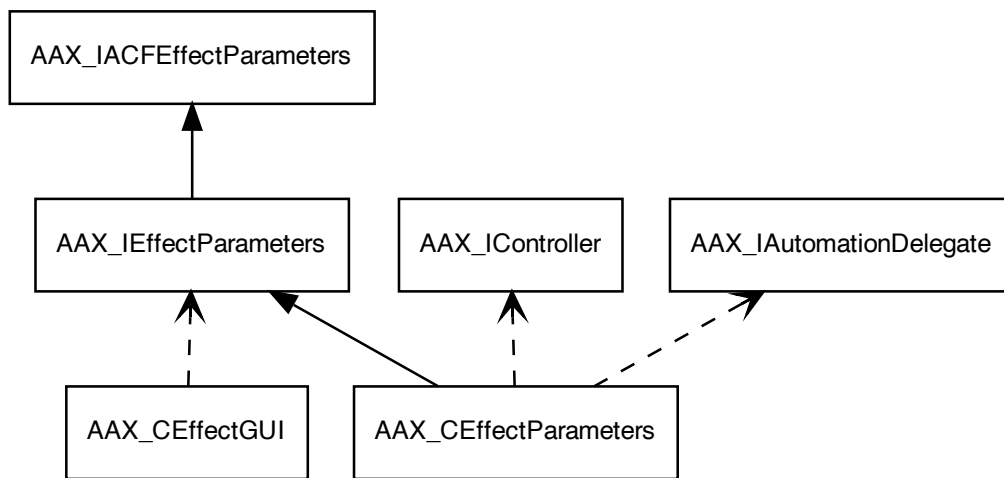 AAX_IACFEffectParameters
AAX_IEffectParameters
AAX_IController
AAX_IAutomationDelegate
AAX_CEffectGUI
AAX_CEffectParameters